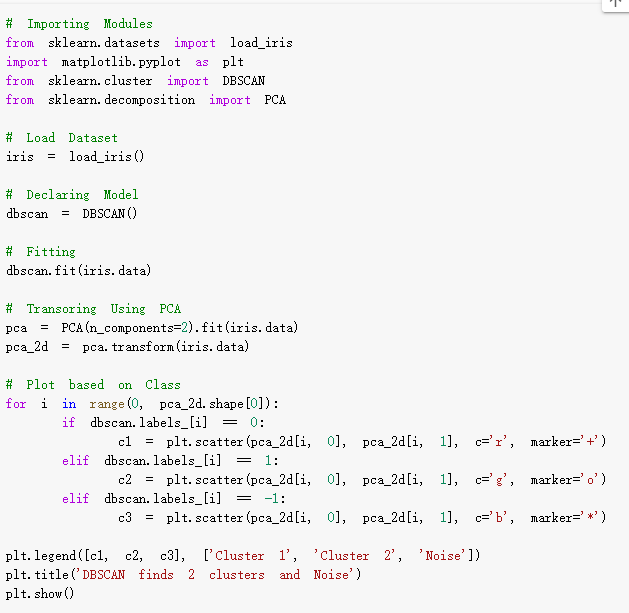 # Importing Modules
from sklearn.datasets import load_iris
import matplotlib.pyplot as plt
from sklearn.cluster import DBSCAN
from sklearn.decomposition import PCA

# Load Dataset
iris = load_iris()

# Declaring Model
dbscan = DBSCAN()

# Fitting
dbscan.fit(iris.data)

# Transoring Using PCA
pca = PCA(n_components=2).fit(iris.data)
pca_2d = pca.transform(iris.data)

# Plot based on Class
for i in range(0, pca_2d.shape[0]):
        if dbscan.labels_[i] == 0:
                c1 = plt.scatter(pca_2d[i, 0], pca_2d[i, 1], c='r', marker='+')
        elif dbscan.labels_[i] == 1:
                c2 = plt.scatter(pca_2d[i, 0], pca_2d[i, 1], c='g', marker='o')
        elif dbscan.labels_[i] == -1:
                c3 = plt.scatter(pca_2d[i, 0], pca_2d[i, 1], c='b', marker='*')

plt.legend([c1, c2, c3], ['Cluster 1', 'Cluster 2', 'Noise'])
plt.title('DBSCAN finds 2 clusters and Noise')
plt.show()